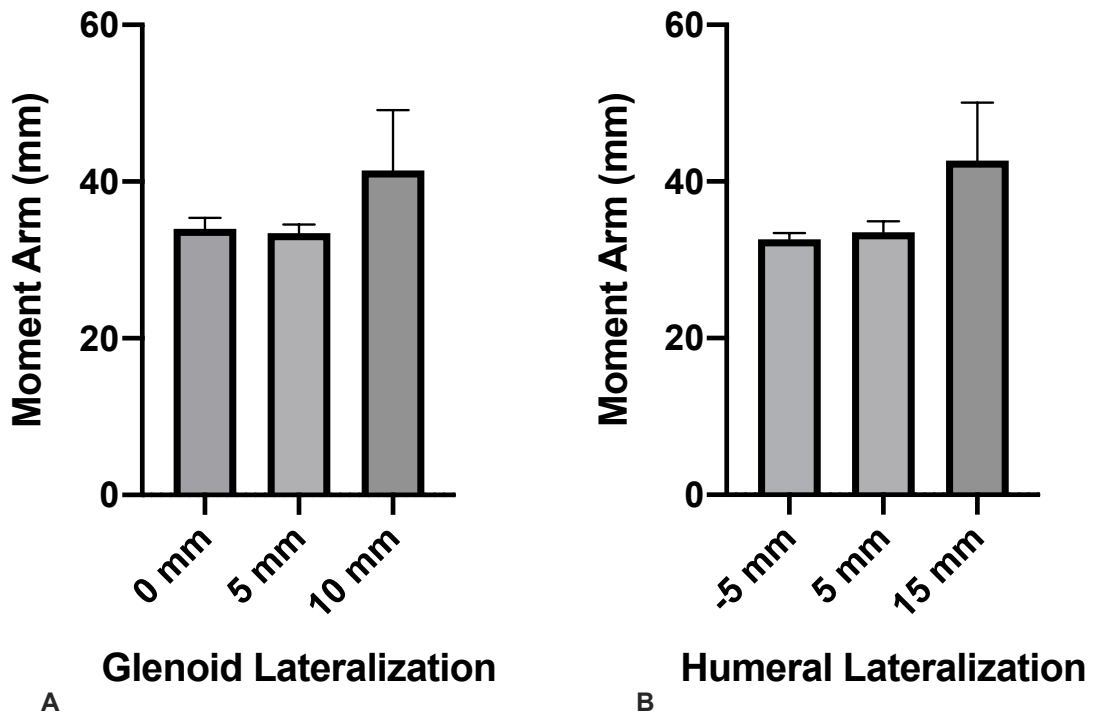 Moment Arm (mm)
60
40
20
0
0 mm
5 mm
10 mm
Glenoid Lateralization
A
Moment Arm (mm)
60
40
20
0
-5 mm
5 mm
15 mm
Humeral Lateralization
B